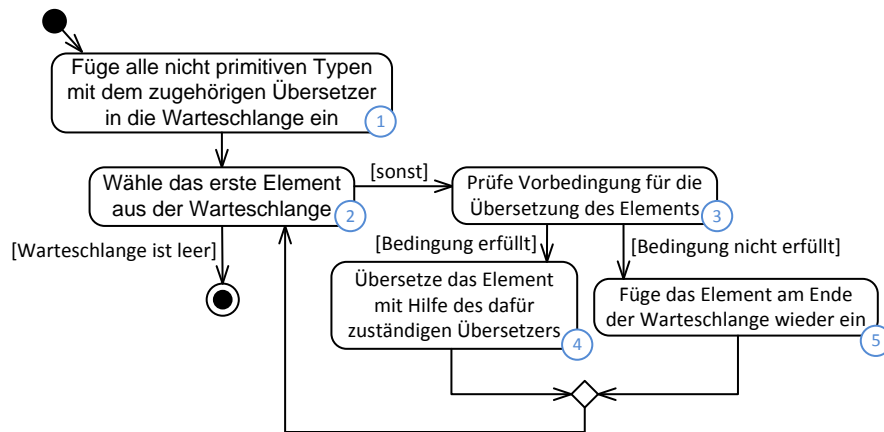 Füge alle nicht primitiven Typen
mit dem zugehörigen Übersetzer
in die Warteschlange ein
1
Wähle das erste Element
aus der Warteschlange
2
[sonst]
Prüfe Vorbedingung für die
Übersetzung des Elements
3
[Warteschlange ist leer]
[Bedingung erfüllt]
[Bedingung nicht erfüllt]
Übersetze das Element
mit Hilfe des dafür
zuständigen Übersetzers
4
Füge das Element am Ende
der Warteschlange wieder ein
5